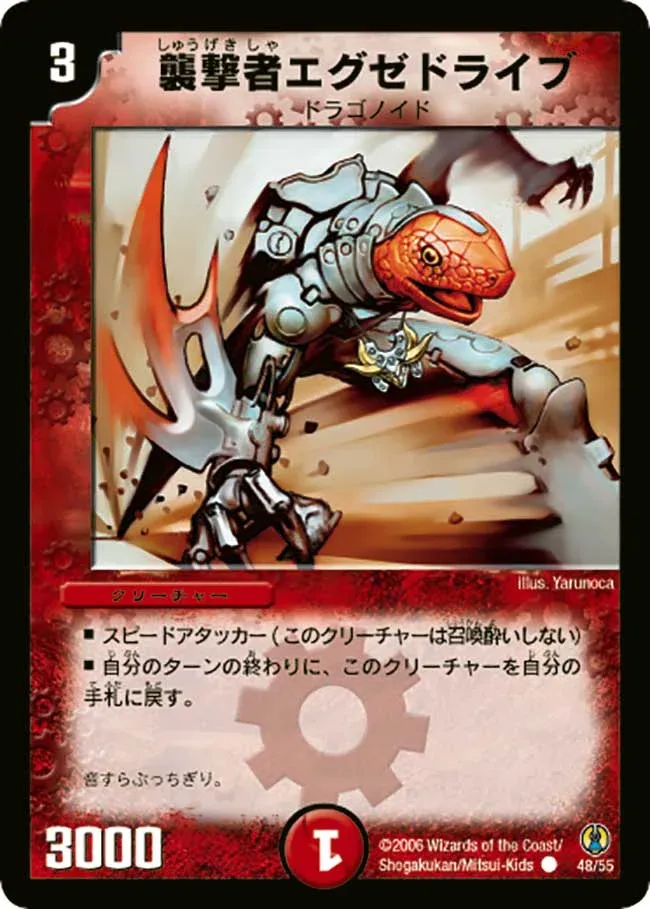 3
しゅうげきしゃ
襲撃者エグゼドライブ
ドラゴノイド
illus. Yarunoca
クリーチャー
■ スピードアタッカー(このクリーチャーは召喚酔いしない)
■ 自分のターンの終わりに、このクリーチャーを自分の
手札に戻す。
音すらぶっちぎり。
3000
1
©2006 Wizards of the Coast/
Shogakukan/Mitsui-Kids
48/55